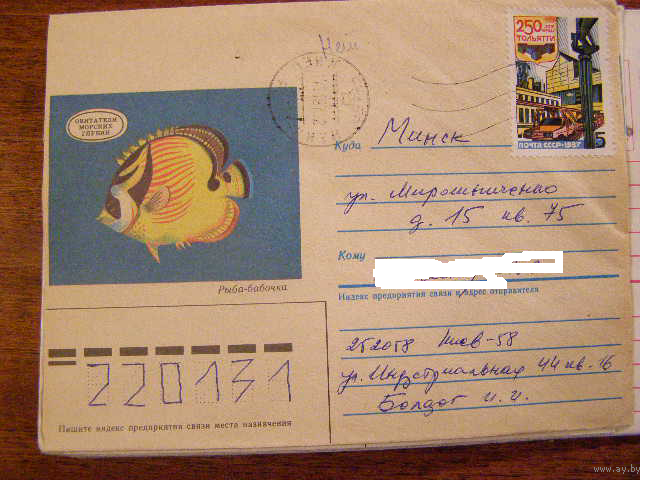 Неіп
250 лет
ТОЛЬЯТТИ
ПОЧТА СССР•1987 5
ОБИТАТЕЛИ
МОРСКИХ
ГЛУБИН
Рыба-бабочка
Куда Минск
ул. Мирошниченко
д. 15 кв. 75
Кому
Индекс предприятия связи и адрес отправителя
252058 Киев-58
ул. Индустриальная 44 кв. 16
Болдог И. И.
220131
Пишите индекс предприятия связи места назначения
www.ay.by